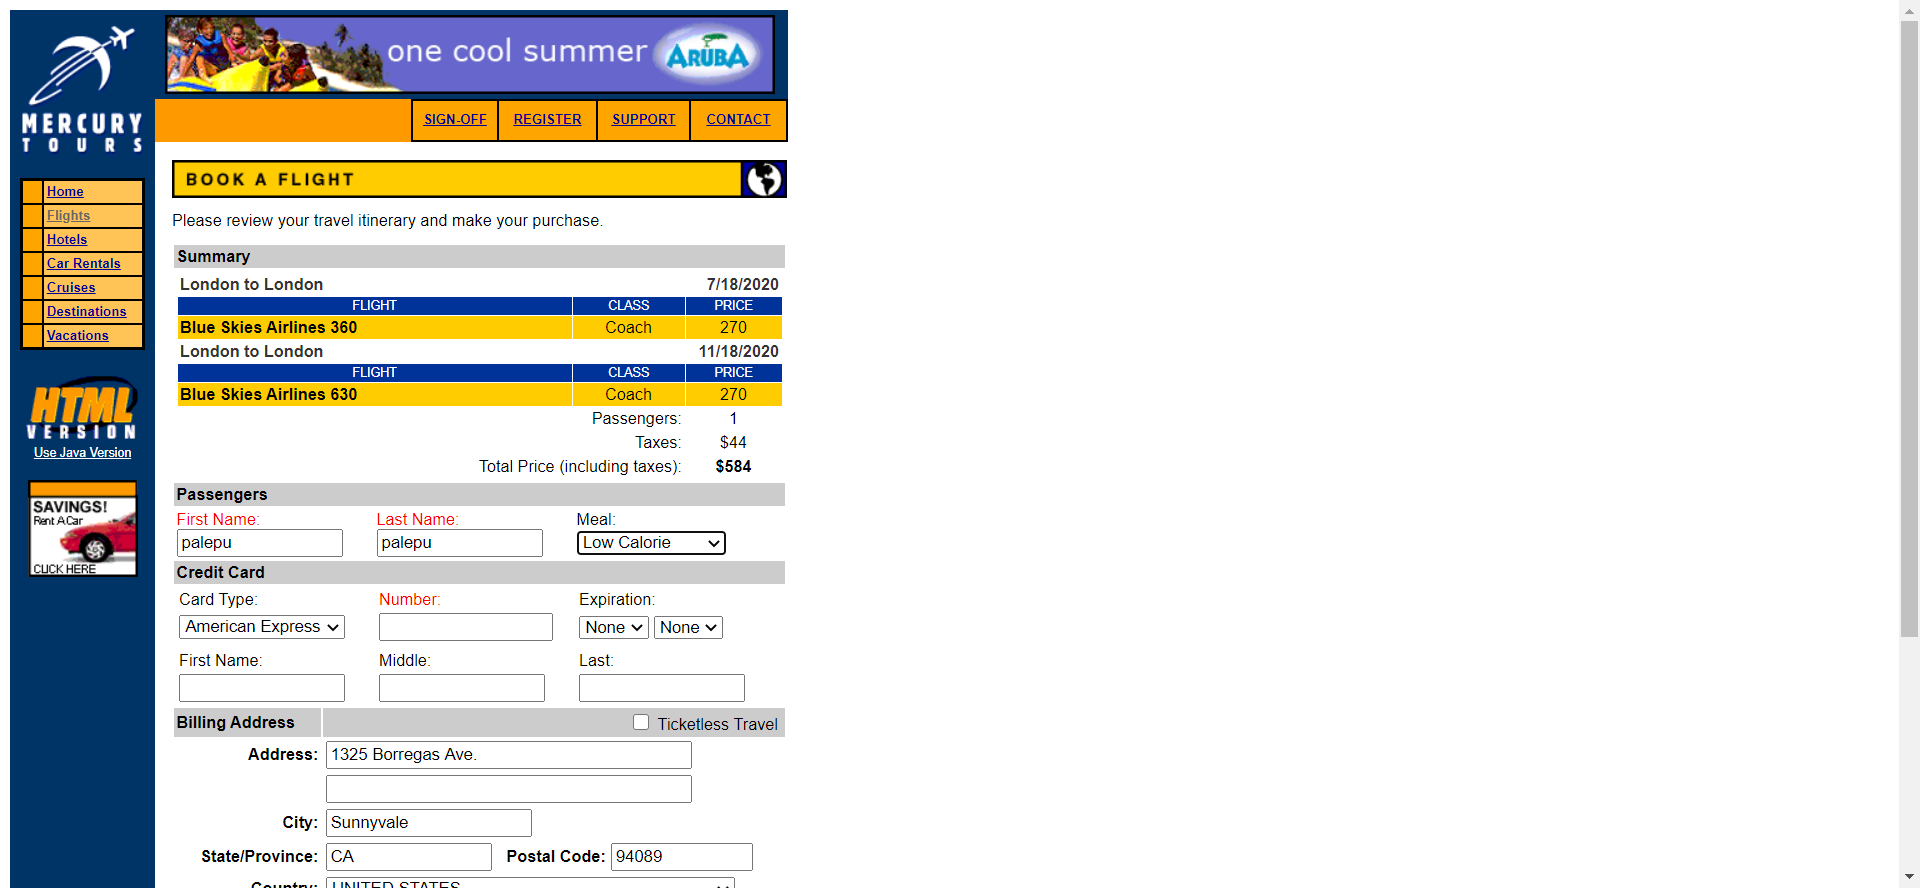 one cool summer ARUBA
MERCURY
TOURS
SIGN-OFF REGISTER SUPPORT CONTACT
BOOK A FLIGHT
Home
Flights
Hotels
Car Rentals
Cruises
Destinations
Vacations
HTML
VERSION
Use Java Version
SAVINGS!
Rent A Car
CLICK HERE
Please review your travel itinerary and make your purchase.
Summary
London to London 7/18/2020
FLIGHT CLASS PRICE
Blue Skies Airlines 360 Coach 270
London to London 11/18/2020
FLIGHT CLASS PRICE
Blue Skies Airlines 630 Coach 270
Passengers: 1
Taxes: $44
Total Price (including taxes): $584
Passengers
First Name: Last Name: Meal:
palepu palepu Low Calorie
Credit Card
Card Type: Number: Expiration:
American Express None None
First Name: Middle: Last:
Billing Address Ticketless Travel
Address: 1325 Borregas Ave.
City: Sunnyvale
State/Province: CA Postal Code: 94089
Country: UNITED STATES